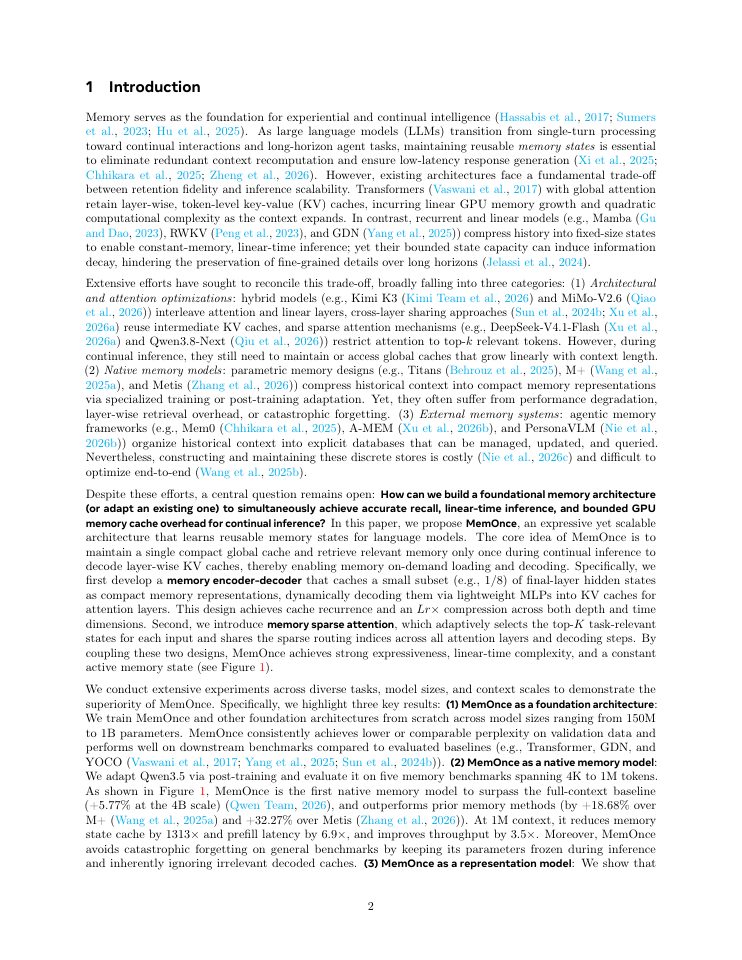 1 Introduction
Memory serves as the foundation for experiential and continual intelligence (Hassabis et al., 2017; Sumers
et al., 2023; Hu et al., 2025). As large language models (LLMs) transition from single-turn processing
toward continual interactions and long-horizon agent tasks, maintaining reusable memory states is essential
to eliminate redundant context recomputation and ensure low-latency response generation (Xi et al., 2025;
Chhikara et al., 2025; Zheng et al., 2026). However, existing architectures face a fundamental trade-off
between retention fidelity and inference scalability. Transformers (Vaswani et al., 2017) with global attention
retain layer-wise, token-level key-value (KV) caches, incurring linear GPU memory growth and quadratic
computational complexity as the context expands. In contrast, recurrent and linear models (e.g., Mamba (Gu
and Dao, 2023), RWKV (Peng et al., 2023), and GDN (Yang et al., 2025)) compress history into fixed-size states
to enable constant-memory, linear-time inference; yet their bounded state capacity can induce information
decay, hindering the preservation of fine-grained details over long horizons (Jelassi et al., 2024).
Extensive efforts have sought to reconcile this trade-off, broadly falling into three categories: (1) Architectural
and attention optimizations: hybrid models (e.g., Kimi K3 (Kimi Team et al., 2026) and MiMo-V2.6 (Qiao
et al., 2026)) interleave attention and linear layers, cross-layer sharing approaches (Sun et al., 2024b; Xu et al.,
2026a) reuse intermediate KV caches, and sparse attention mechanisms (e.g., DeepSeek-V4.1-Flash (Xu et al.,
2026a) and Qwen3.8-Next (Qiu et al., 2026)) restrict attention to top-k relevant tokens. However, during
continual inference, they still need to maintain or access global caches that grow linearly with context length.
(2) Native memory models: parametric memory designs (e.g., Titans (Behrouz et al., 2025), M+ (Wang et al.,
2025a), and Metis (Zhang et al., 2026)) compress historical context into compact memory representations
via specialized training or post-training adaptation. Yet, they often suffer from performance degradation,
layer-wise retrieval overhead, or catastrophic forgetting. (3) External memory systems: agentic memory
frameworks (e.g., Mem0 (Chhikara et al., 2025), A-MEM (Xu et al., 2026b), and PersonaVLM (Nie et al.,
2026b)) organize historical context into explicit databases that can be managed, updated, and queried.
Nevertheless, constructing and maintaining these discrete stores is costly (Nie et al., 2026c) and difficult to
optimize end-to-end (Wang et al., 2025b).
Despite these efforts, a central question remains open: How can we build a foundational memory architecture
(or adapt an existing one) to simultaneously achieve accurate recall, linear-time inference, and bounded GPU
memory cache overhead for continual inference? In this paper, we propose MemOnce, an expressive yet scalable
architecture that learns reusable memory states for language models. The core idea of MemOnce is to
maintain a single compact global cache and retrieve relevant memory only once during continual inference to
decode layer-wise KV caches, thereby enabling memory on-demand loading and decoding. Specifically, we
first develop a memory encoder-decoder that caches a small subset (e.g., 1/8) of final-layer hidden states
as compact memory representations, dynamically decoding them via lightweight MLPs into KV caches for
attention layers. This design achieves cache recurrence and an Lr× compression across both depth and time
dimensions. Second, we introduce memory sparse attention, which adaptively selects the top-K task-relevant
states for each input and shares the sparse routing indices across all attention layers and decoding steps. By
coupling these two designs, MemOnce achieves strong expressiveness, linear-time complexity, and a constant
active memory state (see Figure 1).
We conduct extensive experiments across diverse tasks, model sizes, and context scales to demonstrate the
superiority of MemOnce. Specifically, we highlight three key results: (1) MemOnce as a foundation architecture:
We train MemOnce and other foundation architectures from scratch across model sizes ranging from 150M
to 1B parameters. MemOnce consistently achieves lower or comparable perplexity on validation data and
performs well on downstream benchmarks compared to evaluated baselines (e.g., Transformer, GDN, and
YOCO (Vaswani et al., 2017; Yang et al., 2025; Sun et al., 2024b)). (2) MemOnce as a native memory model:
We adapt Qwen3.5 via post-training and evaluate it on five memory benchmarks spanning 4K to 1M tokens.
As shown in Figure 1, MemOnce is the first native memory model to surpass the full-context baseline
(+5.77% at the 4B scale) (Qwen Team, 2026), and outperforms prior memory methods (by +18.68% over
M+ (Wang et al., 2025a) and +32.27% over Metis (Zhang et al., 2026)). At 1M context, it reduces memory
state cache by 1313× and prefill latency by 6.9×, and improves throughput by 3.5×. Moreover, MemOnce
avoids catastrophic forgetting on general benchmarks by keeping its parameters frozen during inference
and inherently ignoring irrelevant decoded caches. (3) MemOnce as a representation model: We show that
2